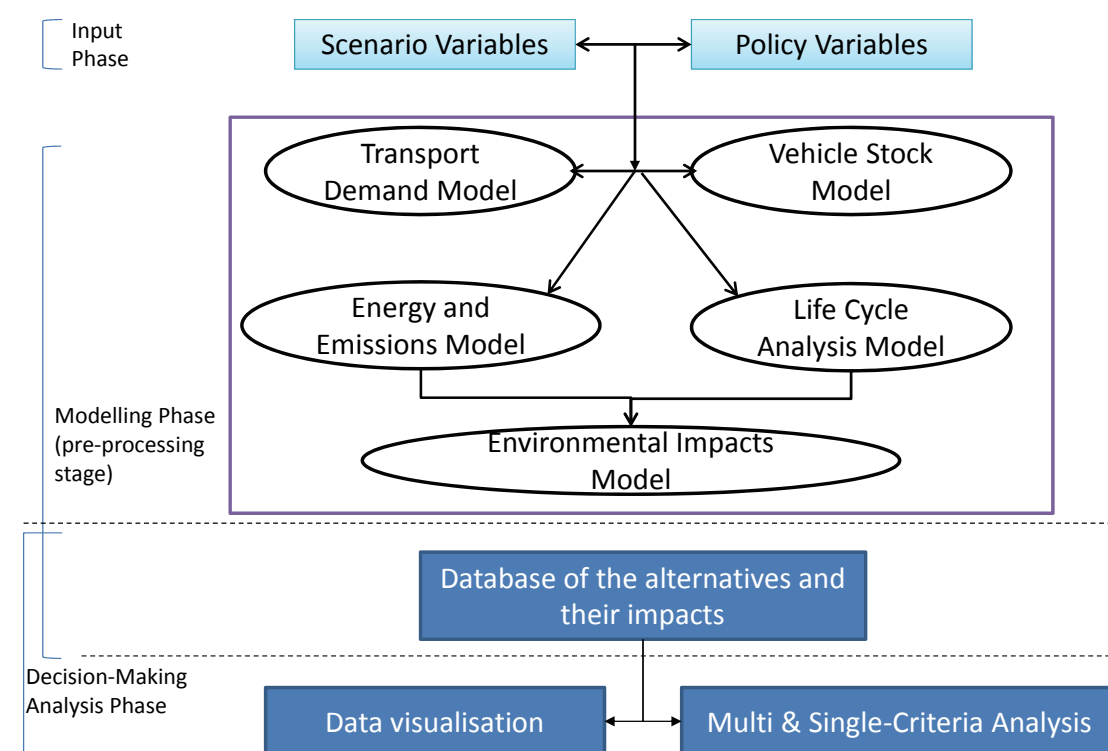 Input
Phase
Scenario Variables
Policy Variables
Transport
Demand Model
Vehicle Stock
Model
Energy and
Emissions Model
Life Cycle
Analysis Model
Modelling Phase
(pre-processing
stage)
Environmental Impacts
Model
Database of the alternatives and
their impacts
Decision-Making
Analysis Phase
Data visualisation
Multi & Single-Criteria Analysis